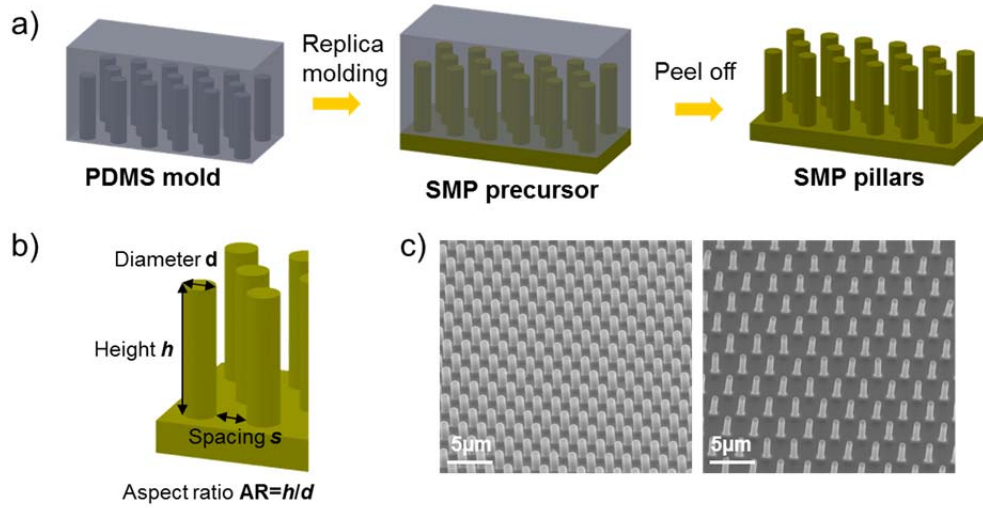 a)
Replica
molding
Peel off
PDMS mold
SMP precursor
SMP pillars
b)
Diameter d
Height h
Spacing s
Aspect ratio AR=h/d
c)
5µm
5µm